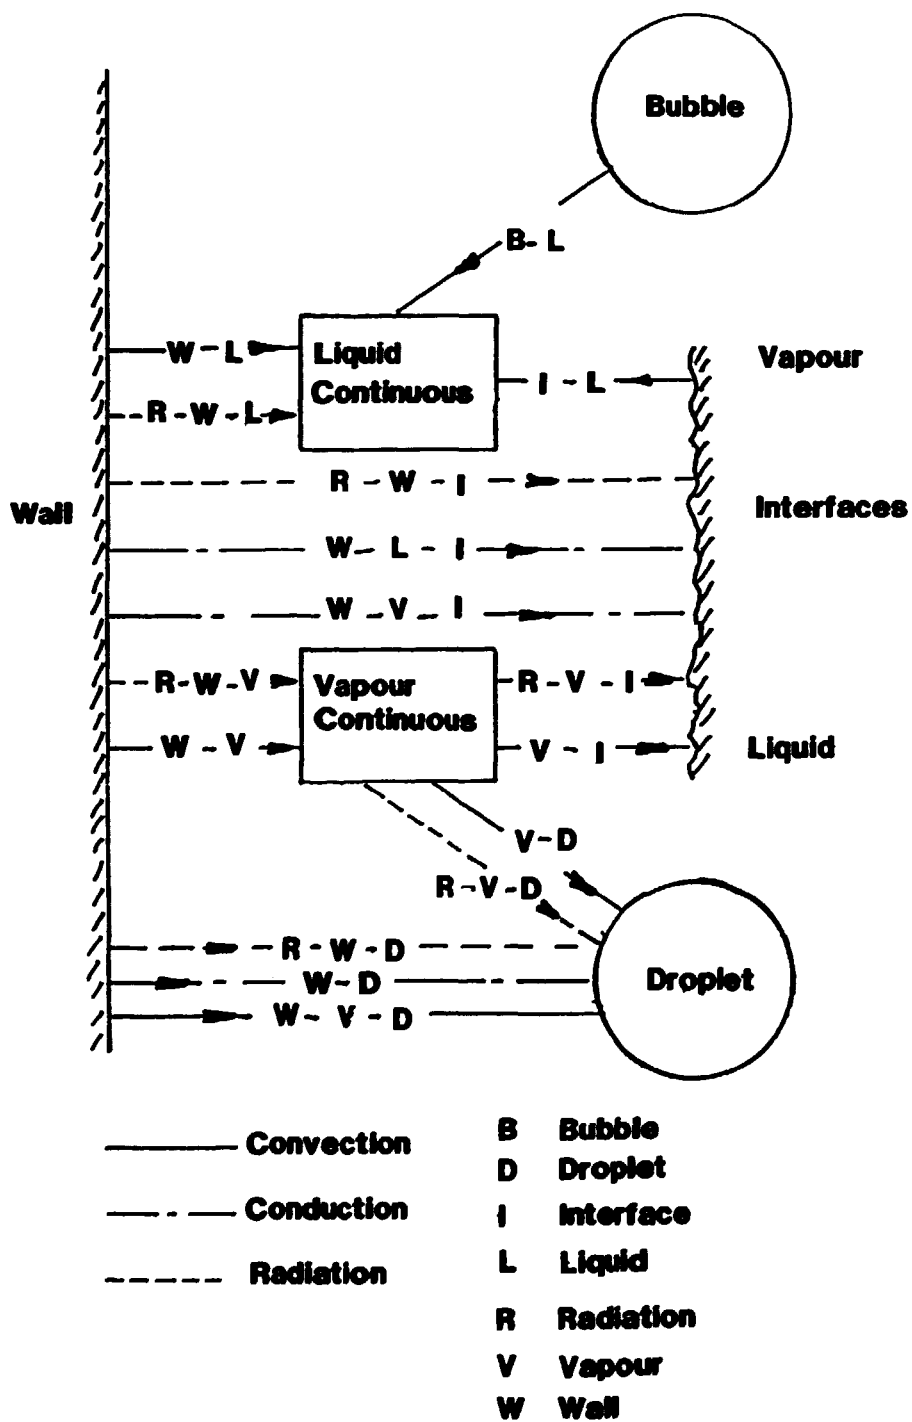 Bubble
B-L
W-L
Liquid
Continuous
Vapour
I-L
R-W-L
R-W-I
Wall
Interfaces
W-L-I
W-V-I
R-W-V
Vapour
Continuous
R-V-I
W-V
V-I
Liquid
V-D
R-V-D
R-W-D
W-D
Droplet
W-V-D
Convection
Conduction
Radiation
B Bubble
D Droplet
I Interface
L Liquid
R Radiation
V Vapour
W Wall